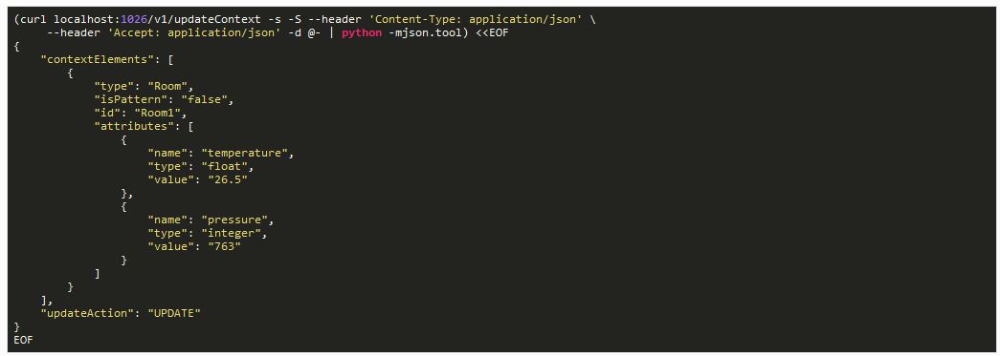 (curl localhost:1026/v1/updateContext -s -S --header 'Content-Type: application/json' \
     --header 'Accept: application/json' -d @- | python -mjson.tool) <<EOF
{
    "contextElements": [
        {
            "type": "Room",
            "isPattern": "false",
            "id": "Room1",
            "attributes": [
                {
                    "name": "temperature",
                    "type": "float",
                    "value": "26.5"
                },
                {
                    "name": "pressure",
                    "type": "integer",
                    "value": "763"
                }
            ]
        }
    ],
    "updateAction": "UPDATE"
}
EOF